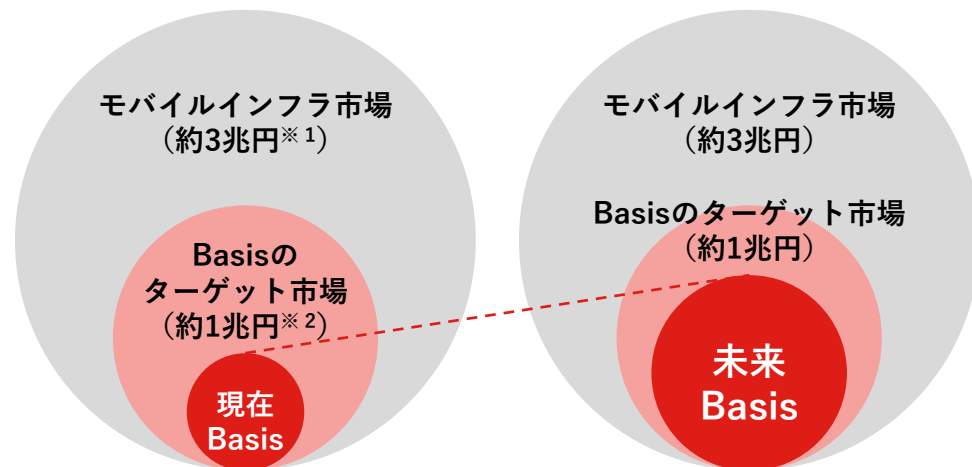 モバイルインフラ市場
（約3兆円※1）
Basisの
ターゲット市場
（約1兆円※2）
現在
Basis
モバイルインフラ市場
（約3兆円）
Basisのターゲット市場
（約1兆円）
未来
Basis